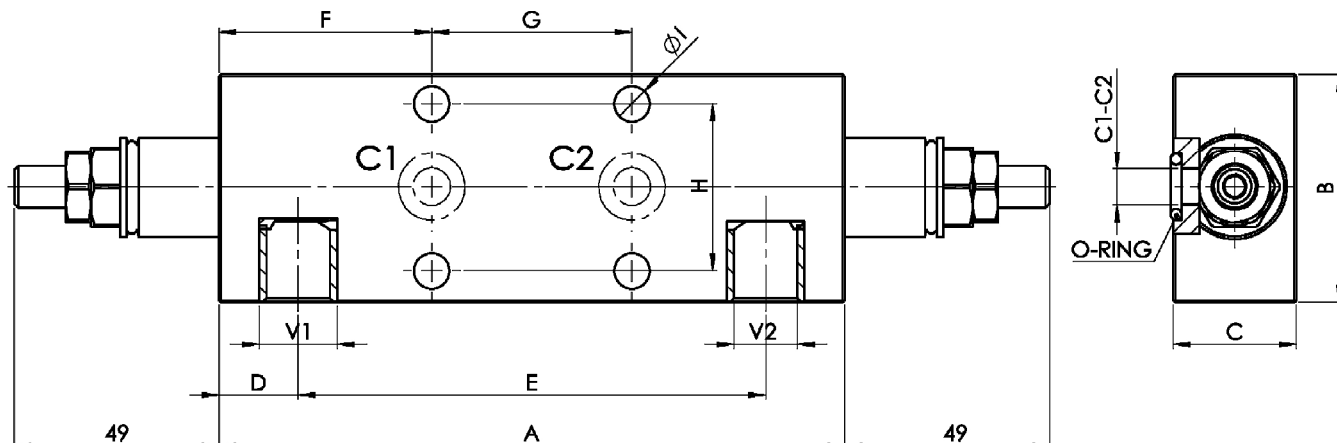 F G ØI
C1 C2 H
C1-C2
B
O-RING
V1 V2 C
D E
49 A 49